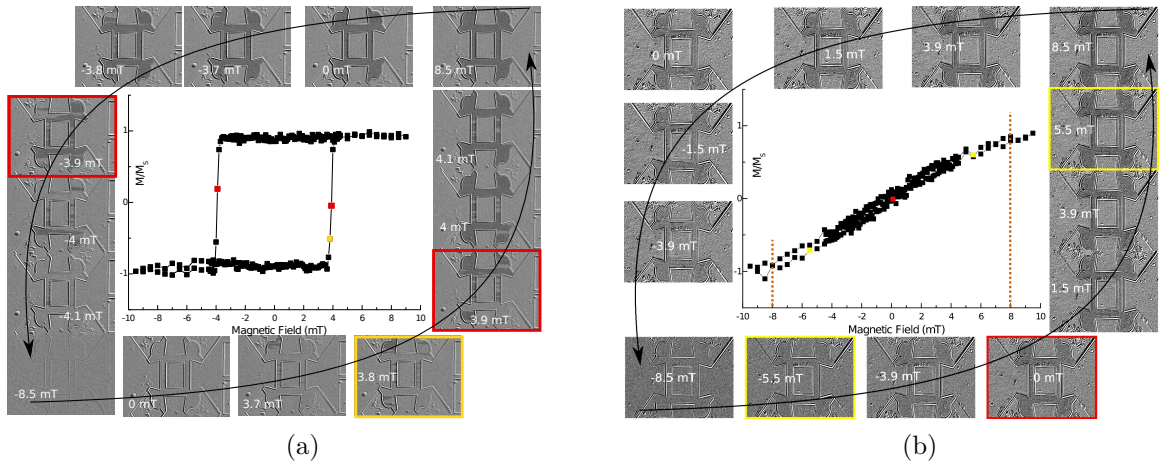 -3.8 mT
-3.7 mT
0 mT
8.5 mT
-3.9 mT
-4 mT
-4.1 mT
-8.5 mT
0 mT
3.7 mT
3.8 mT
3.9 mT
4 mT
4.1 mT
M/M_S
1
0
-1
-10 -8 -6 -4 -2 0 2 4 6 8 10
Magnetic Field (mT)
(a)
0 mT
1.5 mT
3.9 mT
8.5 mT
-1.5 mT
-3.9 mT
-8.5 mT
-5.5 mT
-3.9 mT
0 mT
1.5 mT
3.9 mT
5.5 mT
M/M_S
1
0
-1
-10 -8 -6 -4 -2 0 2 4 6 8 10
Magnetic Field (mT)
(b)